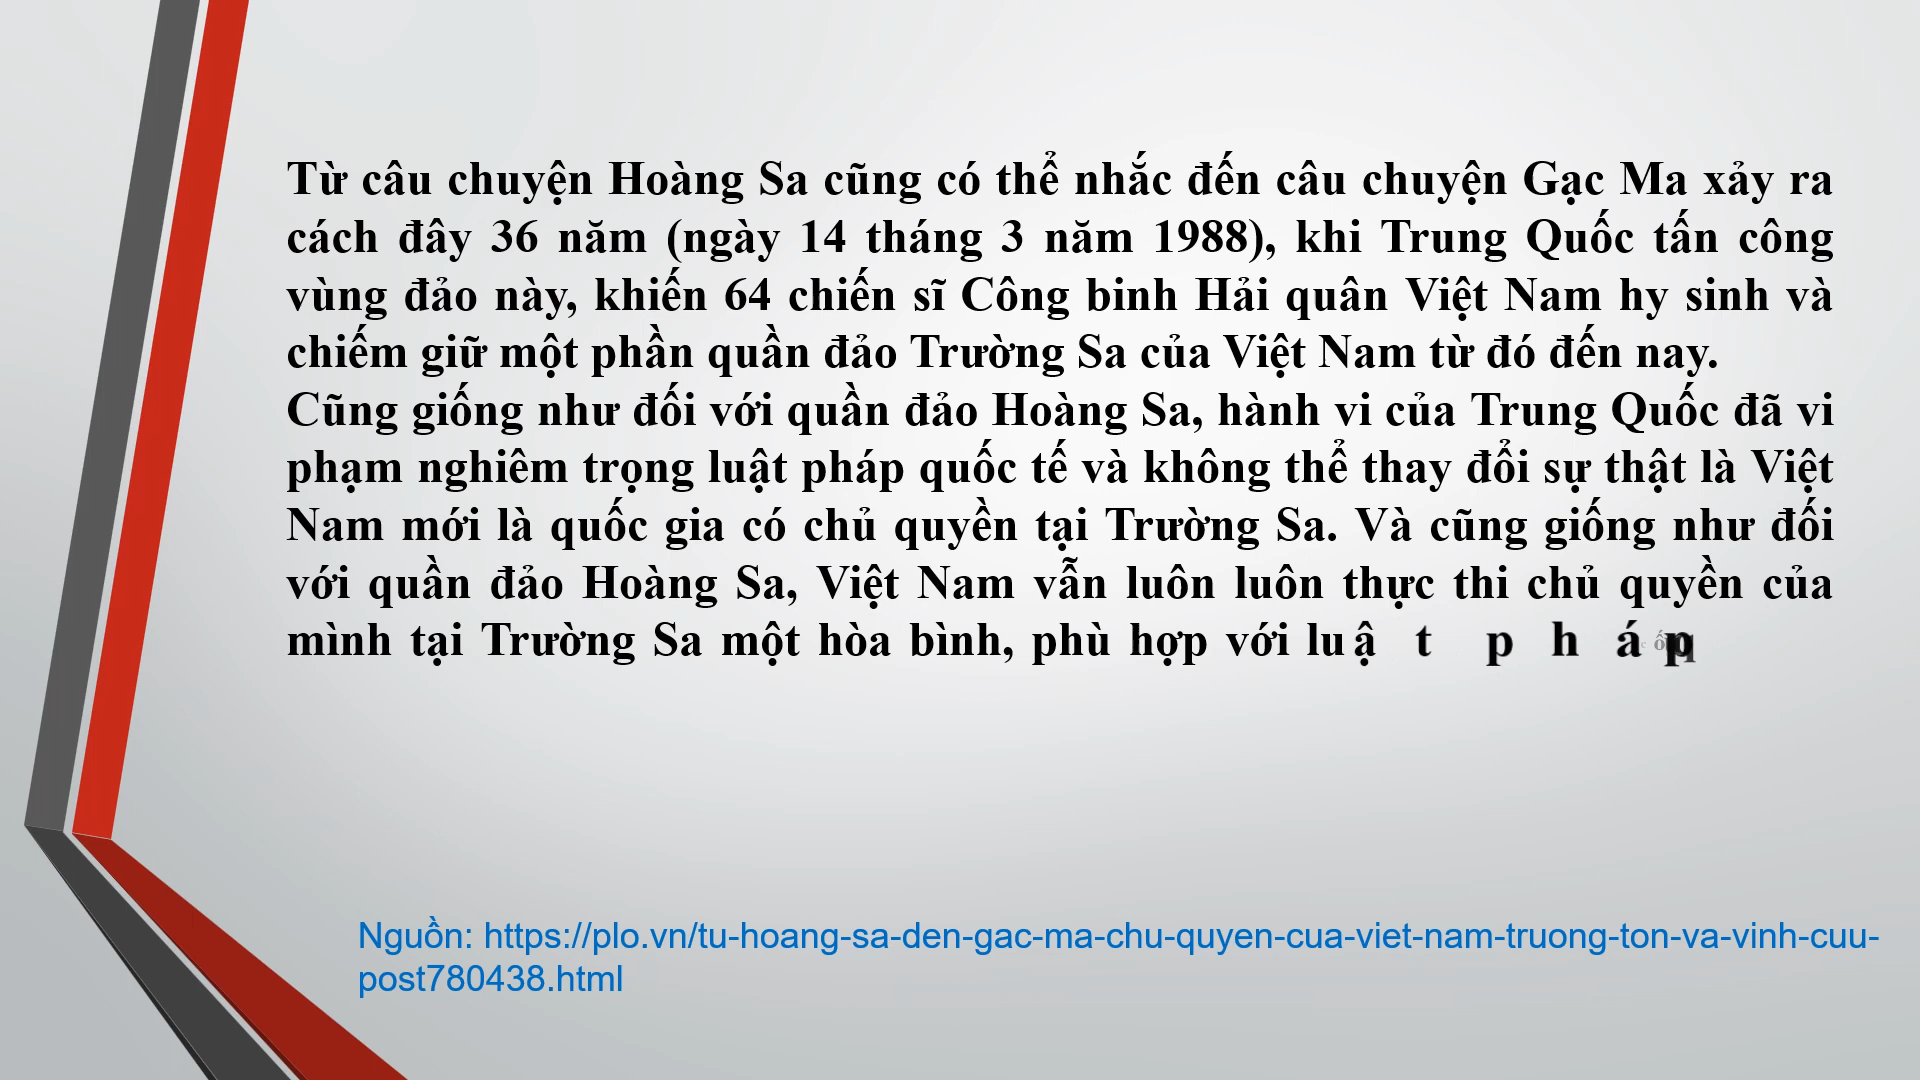 Từ câu chuyện Hoàng Sa cũng có thể nhắc đến câu chuyện Gạc Ma xảy ra
cách đây 36 năm (ngày 14 tháng 3 năm 1988), khi Trung Quốc tấn công
vùng đảo này, khiến 64 chiến sĩ Công binh Hải quân Việt Nam hy sinh và
chiếm giữ một phần quần đảo Trường Sa của Việt Nam từ đó đến nay.
Cũng giống như đối với quần đảo Hoàng Sa, hành vi của Trung Quốc đã vi
phạm nghiêm trọng luật pháp quốc tế và không thể thay đổi sự thật là Việt
Nam mới là quốc gia có chủ quyền tại Trường Sa. Và cũng giống như đối
với quần đảo Hoàng Sa, Việt Nam vẫn luôn luôn thực thi chủ quyền của
mình tại Trường Sa một hòa bình, phù hợp với luật pháp
Nguồn: https://plo.vn/tu-hoang-sa-den-gac-ma-chu-quyen-cua-viet-nam-truong-ton-va-vinh-cuu-
post780438.html